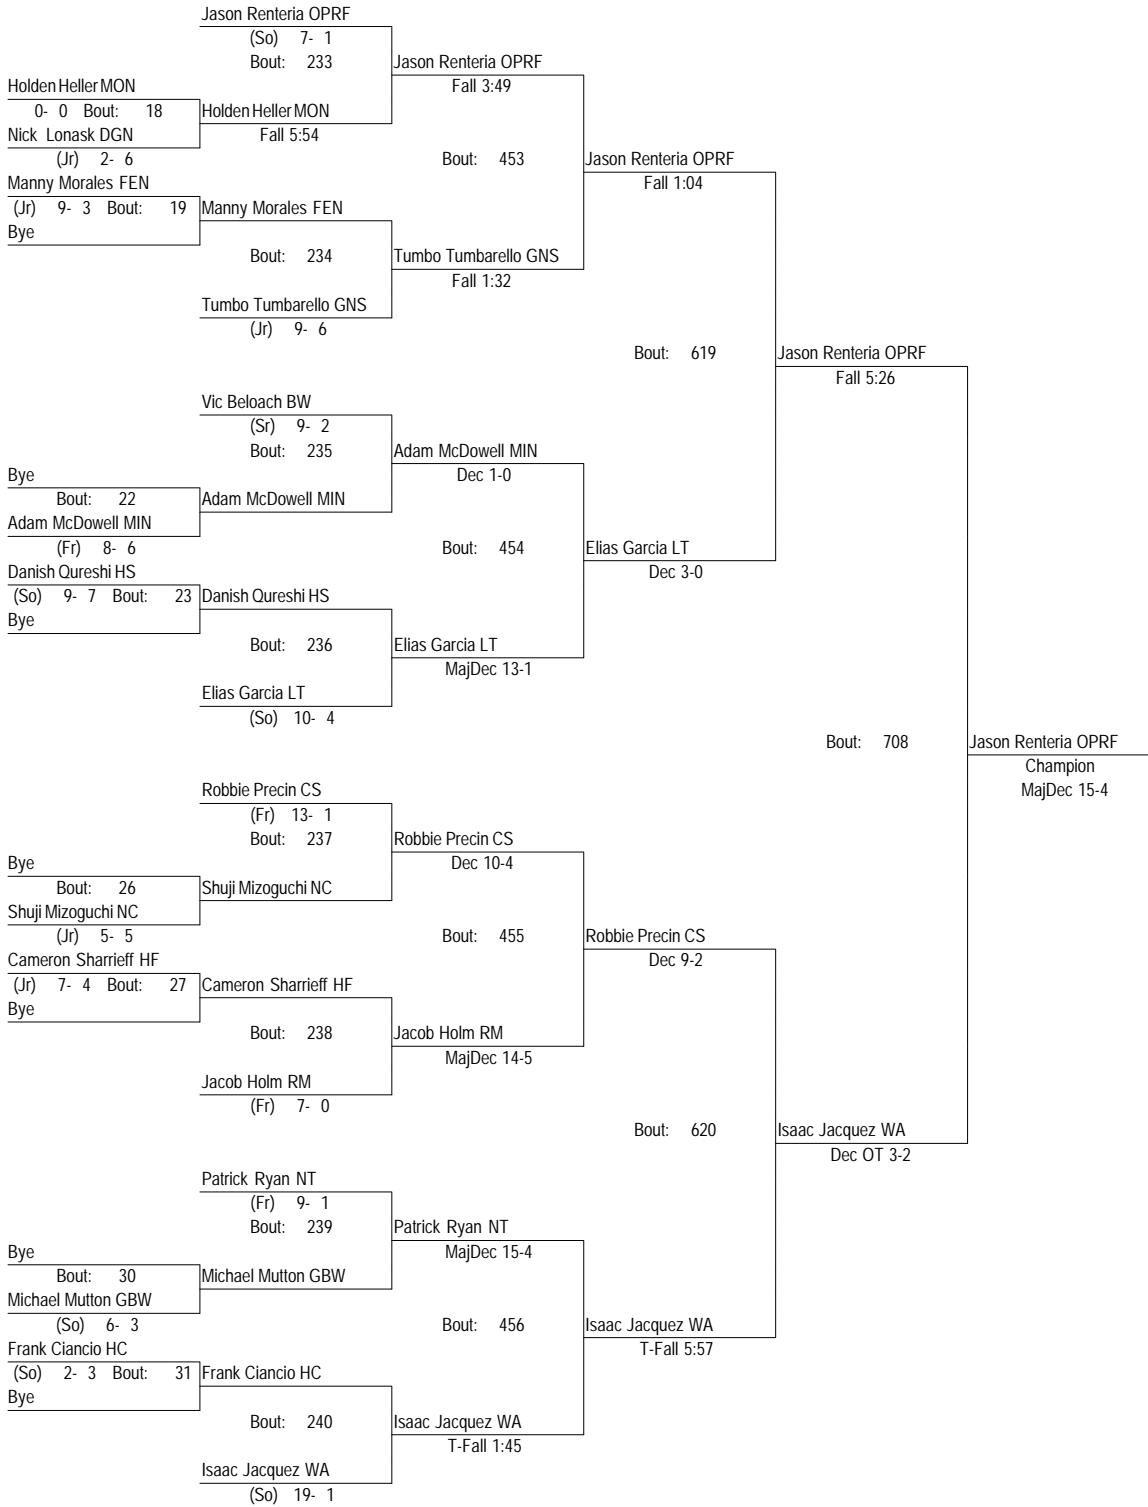 Jason Renteria OPRF
(So) 7- 1
Bout: 233
Jason Renteria OPRF
Fall 3:49
Holden Heller MON
0- 0 Bout: 18
Holden Heller MON
Fall 5:54
Nick Lonask DGN
(Jr) 2- 6
Bout: 453
Jason Renteria OPRF
Fall 1:04
Manny Morales FEN
(Jr) 9- 3 Bout: 19
Manny Morales FEN
Bye
Bout: 234
Tumbo Tumbarello GNS
Fall 1:32
Tumbo Tumbarello GNS
(Jr) 9- 6
Bout: 619
Jason Renteria OPRF
Fall 5:26
Vic Beloach BW
(Sr) 9- 2
Bout: 235
Adam McDowell MIN
Dec 1-0
Bye
Bout: 22
Adam McDowell MIN
Adam McDowell MIN
(Fr) 8- 6
Bout: 454
Elias Garcia LT
Dec 3-0
Danish Qureshi HS
(So) 9- 7 Bout: 23
Danish Qureshi HS
Bye
Bout: 236
Elias Garcia LT
MajDec 13-1
Elias Garcia LT
(So) 10- 4
Bout: 708
Jason Renteria OPRF
Champion
MajDec 15-4
Robbie Precin CS
(Fr) 13- 1
Bout: 237
Robbie Precin CS
Dec 10-4
Bye
Bout: 26
Shuji Mizoguchi NC
Shuji Mizoguchi NC
(Jr) 5- 5
Bout: 455
Robbie Precin CS
Dec 9-2
Cameron Sharrieff HF
(Jr) 7- 4 Bout: 27
Cameron Sharrieff HF
Bye
Bout: 238
Jacob Holm RM
MajDec 14-5
Jacob Holm RM
(Fr) 7- 0
Bout: 620
Isaac Jacquez WA
Dec OT 3-2
Patrick Ryan NT
(Fr) 9- 1
Bout: 239
Patrick Ryan NT
MajDec 15-4
Bye
Bout: 30
Michael Mutton GBW
Michael Mutton GBW
(So) 6- 3
Bout: 456
Isaac Jacquez WA
T-Fall 5:57
Frank Ciancio HC
(So) 2- 3 Bout: 31
Frank Ciancio HC
Bye
Bout: 240
Isaac Jacquez WA
T-Fall 1:45
Isaac Jacquez WA
(So) 19- 1